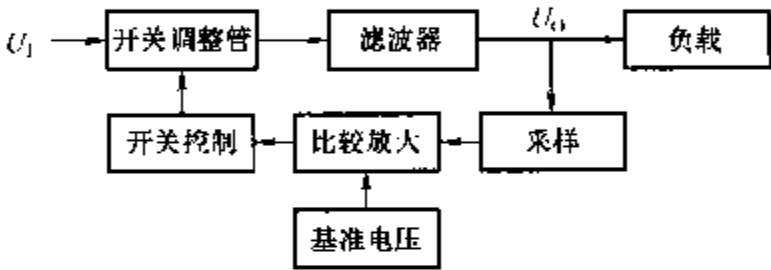 U_I
开关调整管
滤波器
U_O
负载
开关控制
比较放大
采样
基准电压